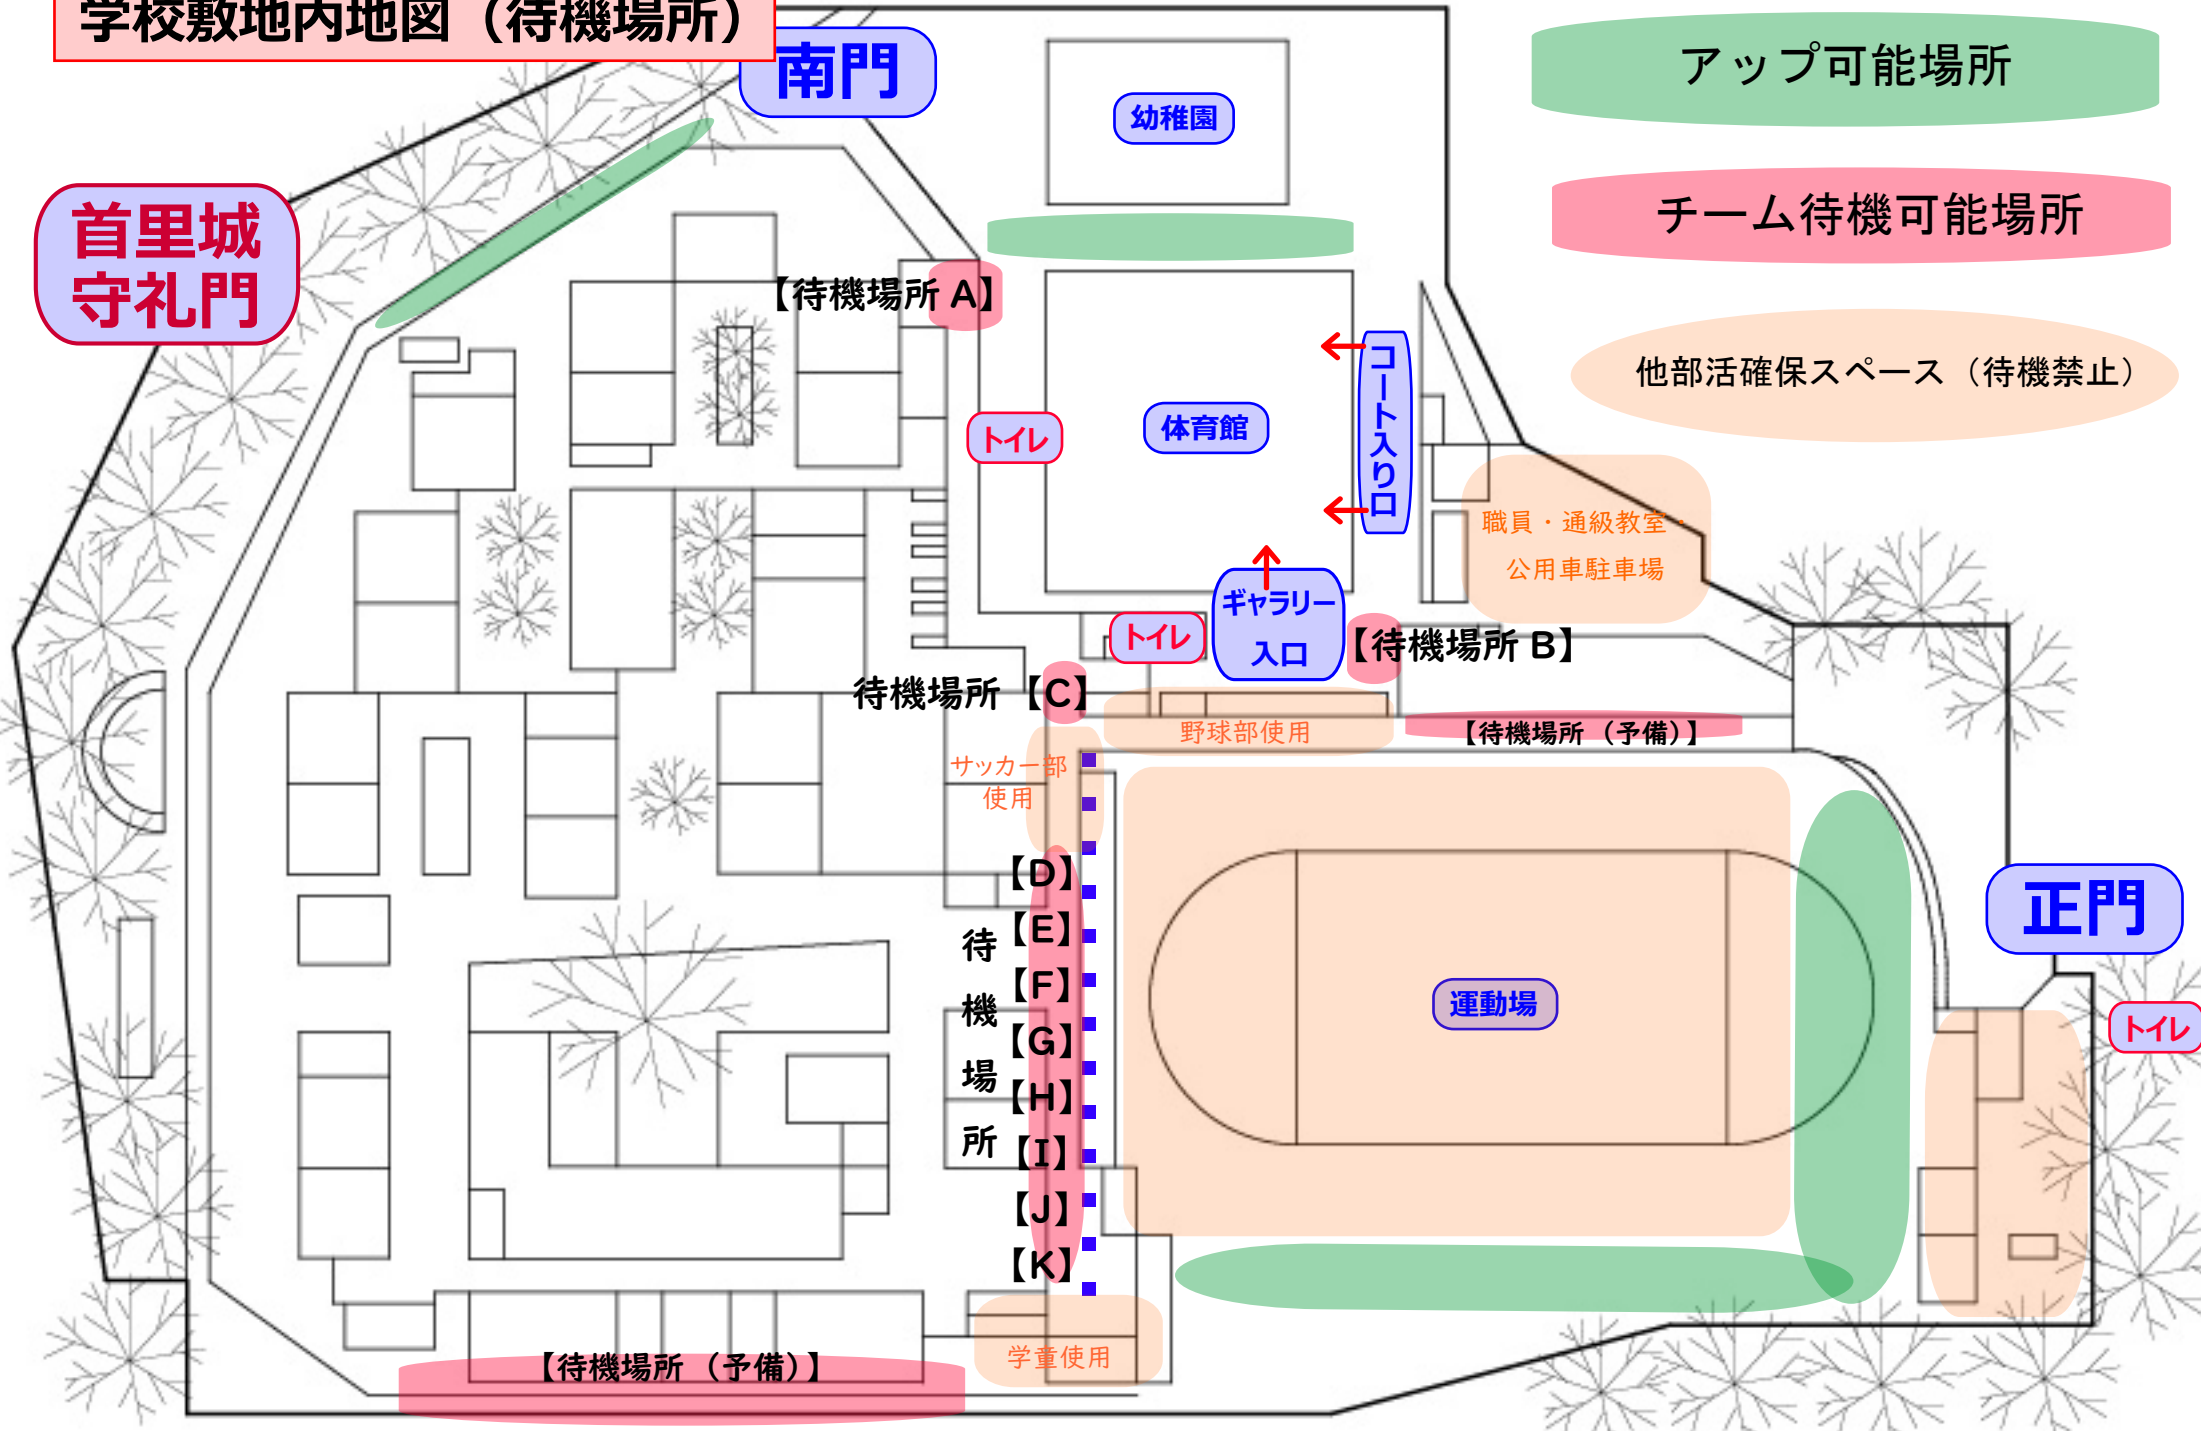 学校敷地内地図（待機場所）
南門
幼稚園
アップ可能場所
チーム待機可能場所
他部活確保スペース（待機禁止）
首里城
守礼門
【待機場所 A】
トイレ
体育館
コート入り口
職員・通級教室・
公用車駐車場
ギャラリー
入口
トイレ
【待機場所 B】
待機場所 【C】
野球部使用
【待機場所（予備）】
サッカー部
使用
待機場所
【D】
【E】
【F】
【G】
【H】
【I】
【J】
【K】
運動場
正門
トイレ
学童使用
【待機場所（予備）】